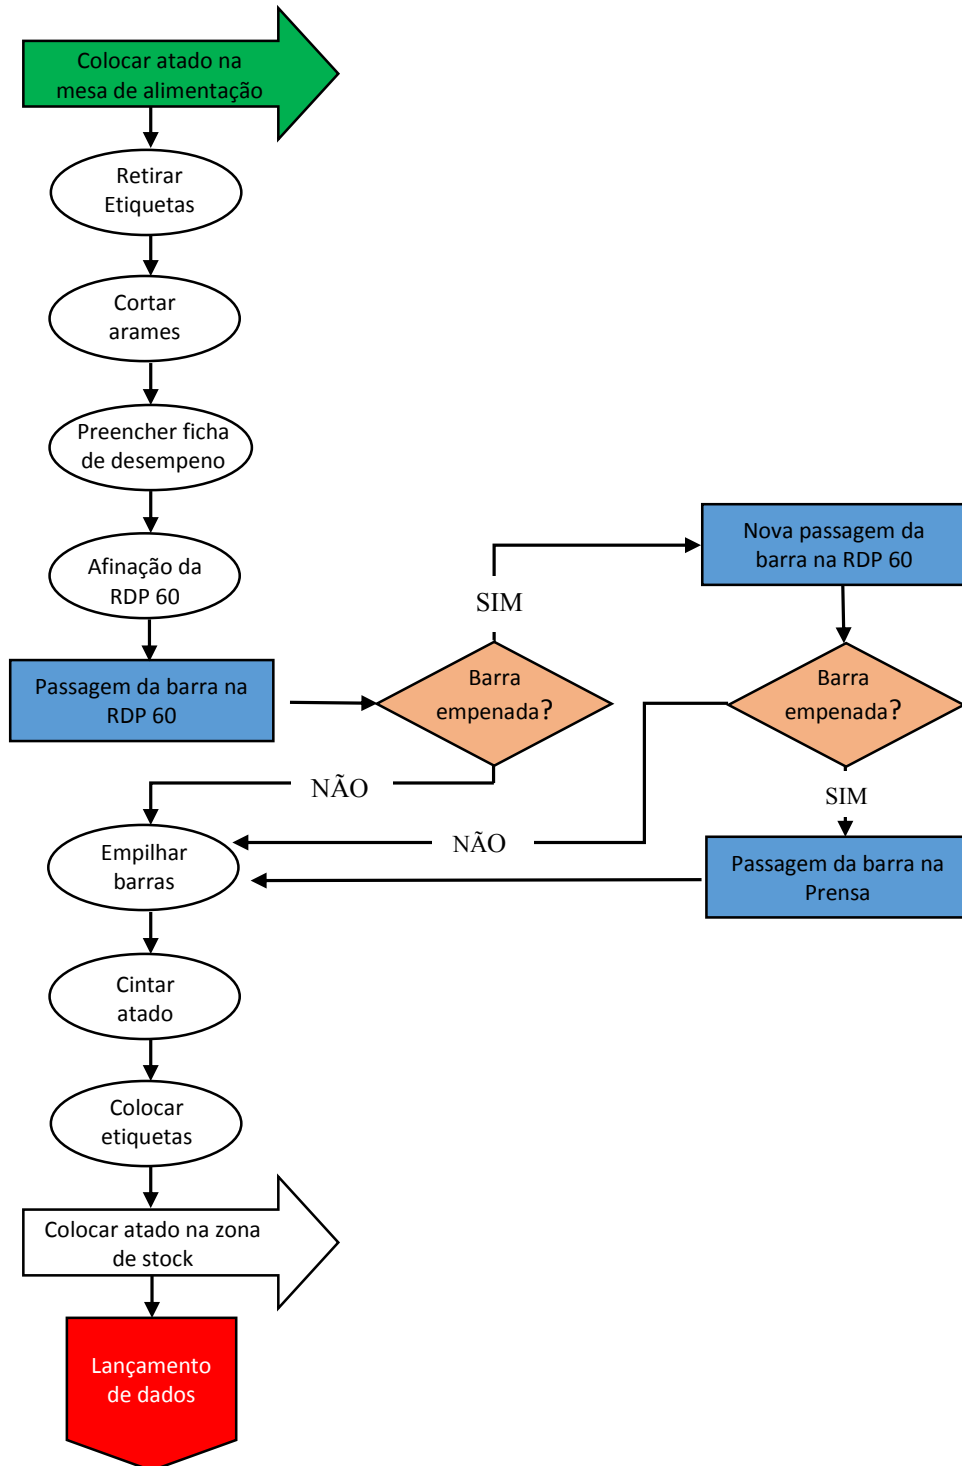 Colocar atado na
mesa de alimentação
Retirar
Etiquetas
Cortar
arames
Preencher ficha
de desempeno
Afinação da
RDP 60
Passagem da barra na
RDP 60
Barra
empenada?
SIM
Nova passagem da
barra na RDP 60
Barra
empenada?
NÃO
SIM
NÃO
Passagem da barra na
Prensa
Empilhar
barras
Cintar
atado
Colocar
etiquetas
Colocar atado na zona
de stock
Lançamento
de dados